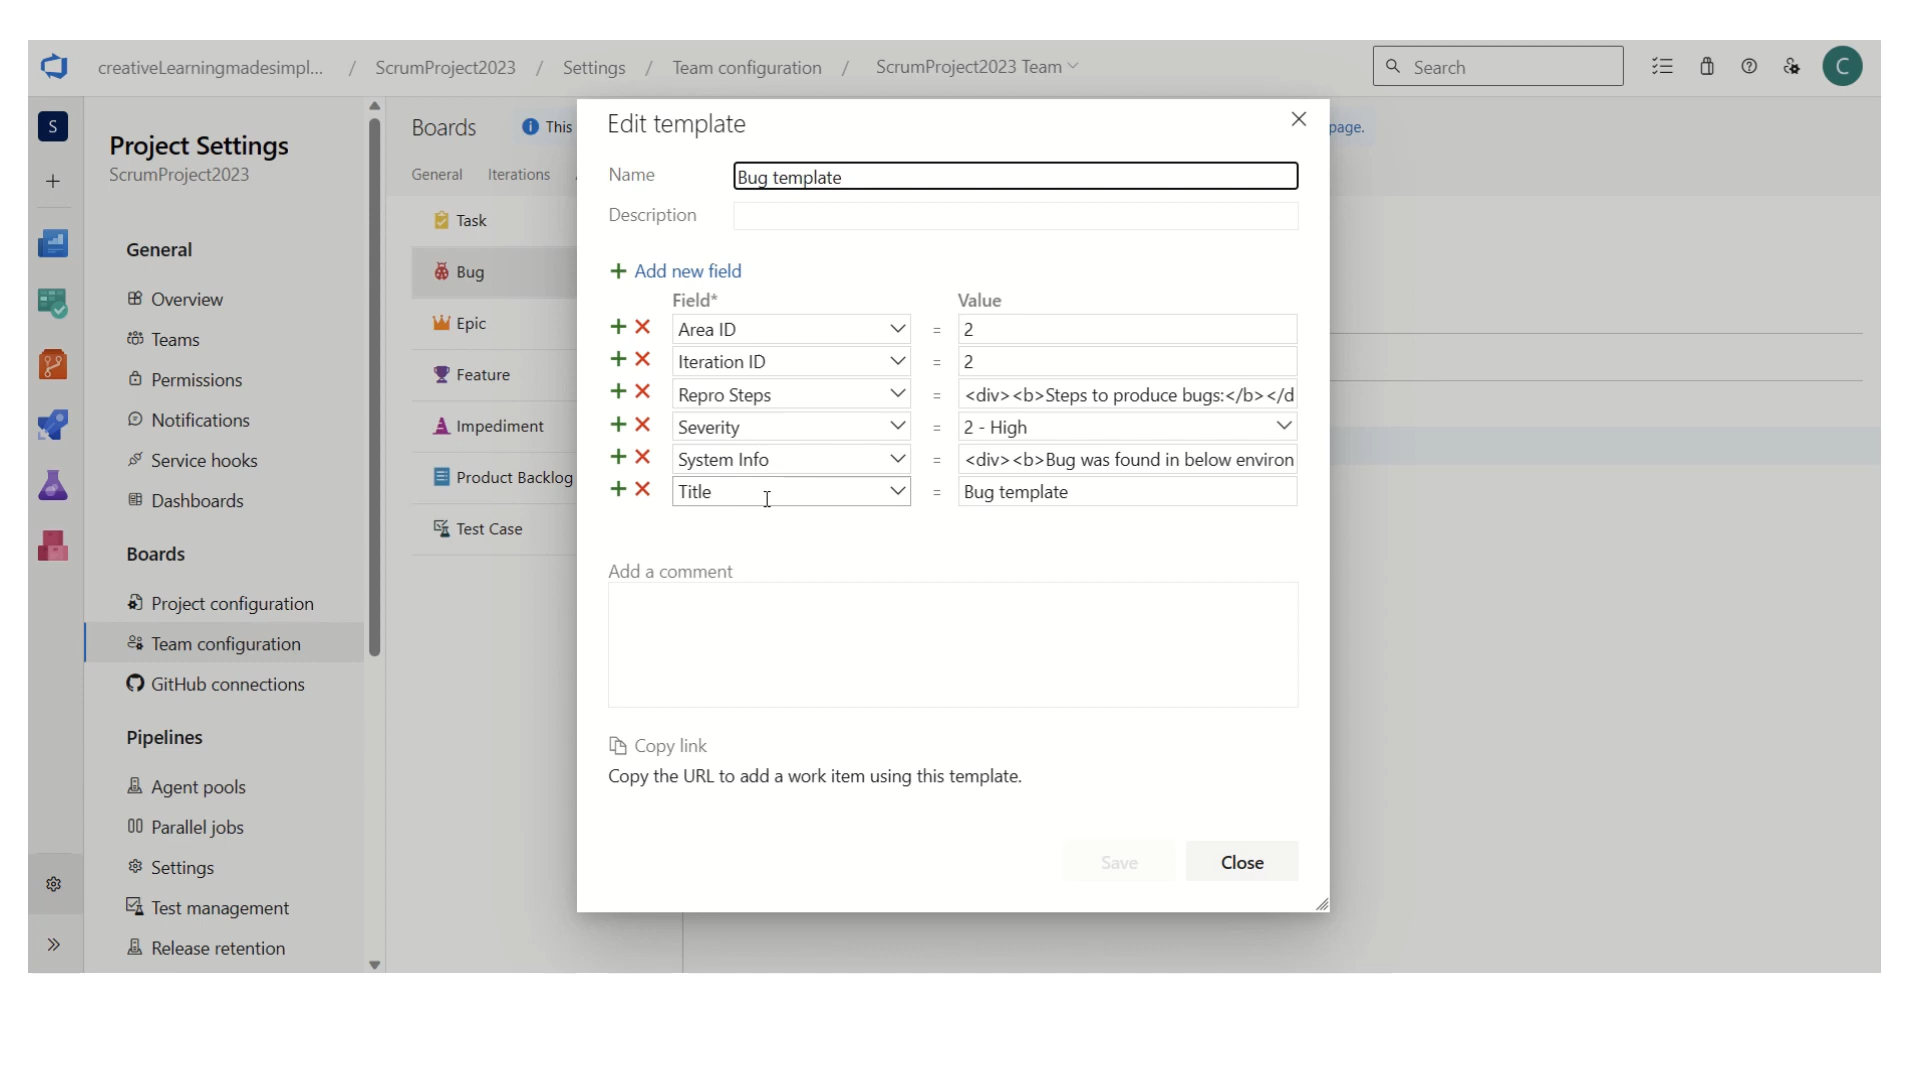 creativeLearningmadesimpl... / ScrumProject2023 / Settings / Team configuration / ScrumProject2023 Team
Search
C
S
Project Settings
ScrumProject2023
General
Overview
Teams
Permissions
Notifications
Service hooks
Dashboards
Boards
Project configuration
Team configuration
GitHub connections
Pipelines
Agent pools
Parallel jobs
Settings
Test management
Release retention
Boards
This
page.
General Iterations
Task
Bug
Epic
Feature
Impediment
Product Backlog
Test Case
Edit template
Name
Bug template
Description
+ Add new field
Field* Value
Area ID = 2
Iteration ID = 2
Repro Steps = <div><b>Steps to produce bugs:</b></d
Severity = 2 - High
System Info = <div><b>Bug was found in below environ
Title = Bug template
Add a comment
Copy link
Copy the URL to add a work item using this template.
Save
Close